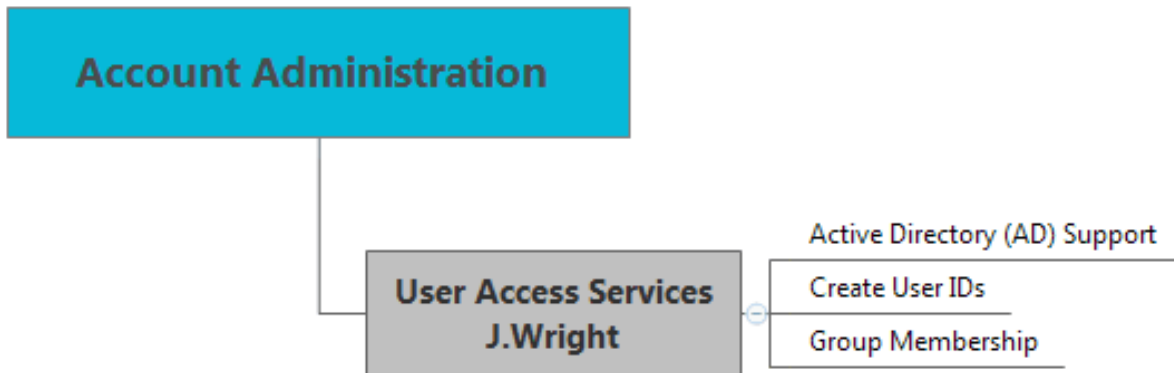 Account Administration
User Access Services
J.Wright
Active Directory (AD) Support
Create User IDs
Group Membership